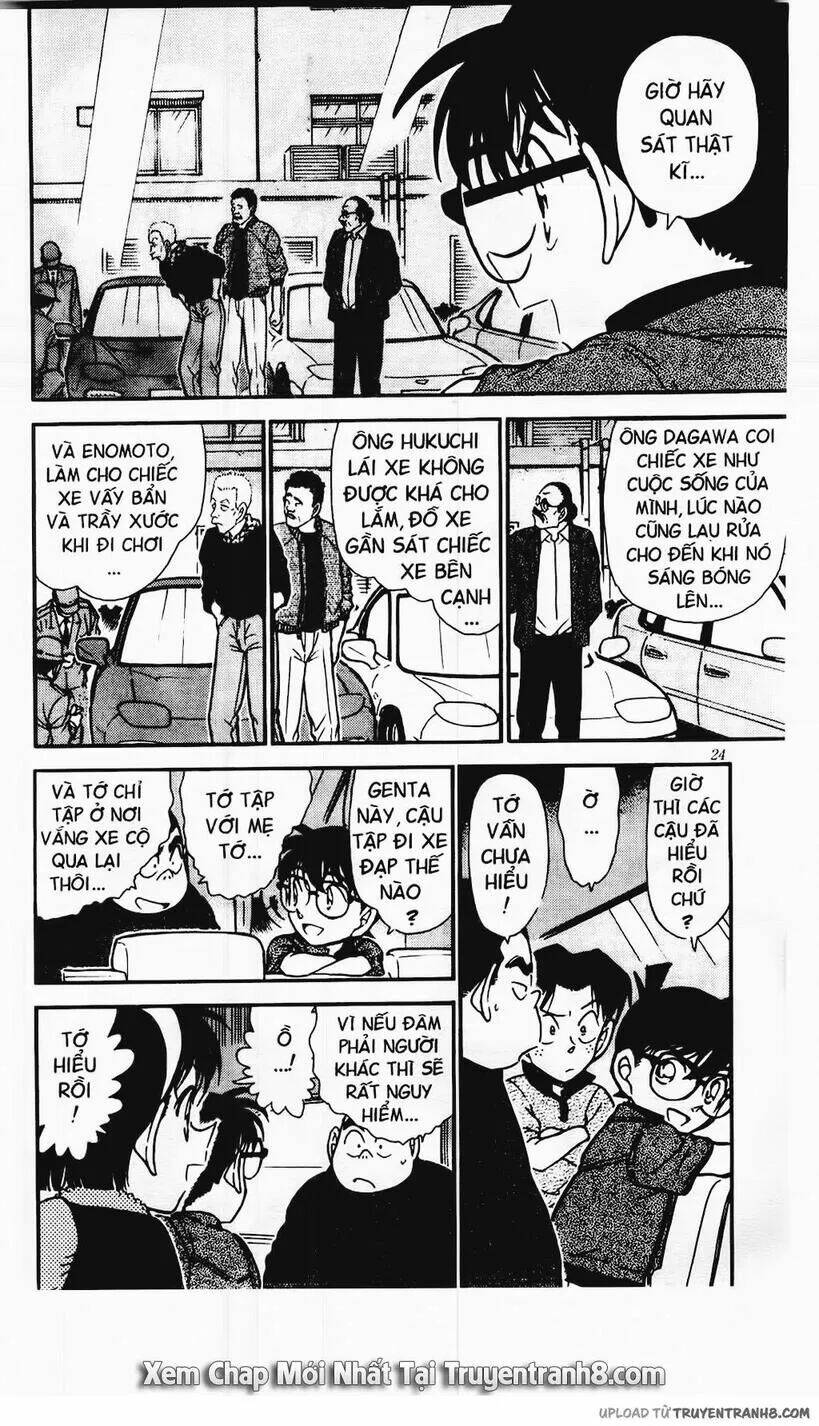 GIỜ HÃY
QUAN
SÁT THẬT
KĨ...
ÔNG DAGAWA COI
CHIẾC XE NHƯ
CUỘC SỐNG CỦA
MÌNH, LÚC NÀO
CŨNG LAU RỬA
CHO ĐẾN KHI NÓ
SÁNG BÓNG
LÊN...
ÔNG HUKUCHI
LÁI XE KHÔNG
ĐƯỢC KHÁ CHO
LẮM, ĐỖ XE
GẦN SÁT CHIẾC
XE BÊN
CẠNH
...
VÀ ENOMOTO,
LÀM CHO CHIẾC
XE VẤY BẨN
VÀ TRẦY XƯỚC
KHI ĐI CHƠI
...
24
GIỜ
THÌ CÁC
CẬU ĐÃ
HIỂU
RỒI
CHỨ
?
Ờ
...
TỚ
VẪN
CHƯA
HIỂU
!
GENTA
NÀY, CẬU
TẬP ĐI XE
ĐẠP THẾ
NÀO
?
TỚ TẬP
VỚI MẸ
TỚ...
VÀ TỚ CHỈ
TẬP Ở NƠI
VẮNG XE CỘ
QUA LẠI
THÔI...
VÌ NẾU ĐÂM
PHẢI NGƯỜI
KHÁC THÌ SẼ
RẤT NGUY
HIỂM...
Ồ
...!
TỚ
HIỂU
RỒI
!
Xem Chap Mới Nhất Tại Truyentranh8.com
UPLOAD TỪ TRUYENTRANH8.COM